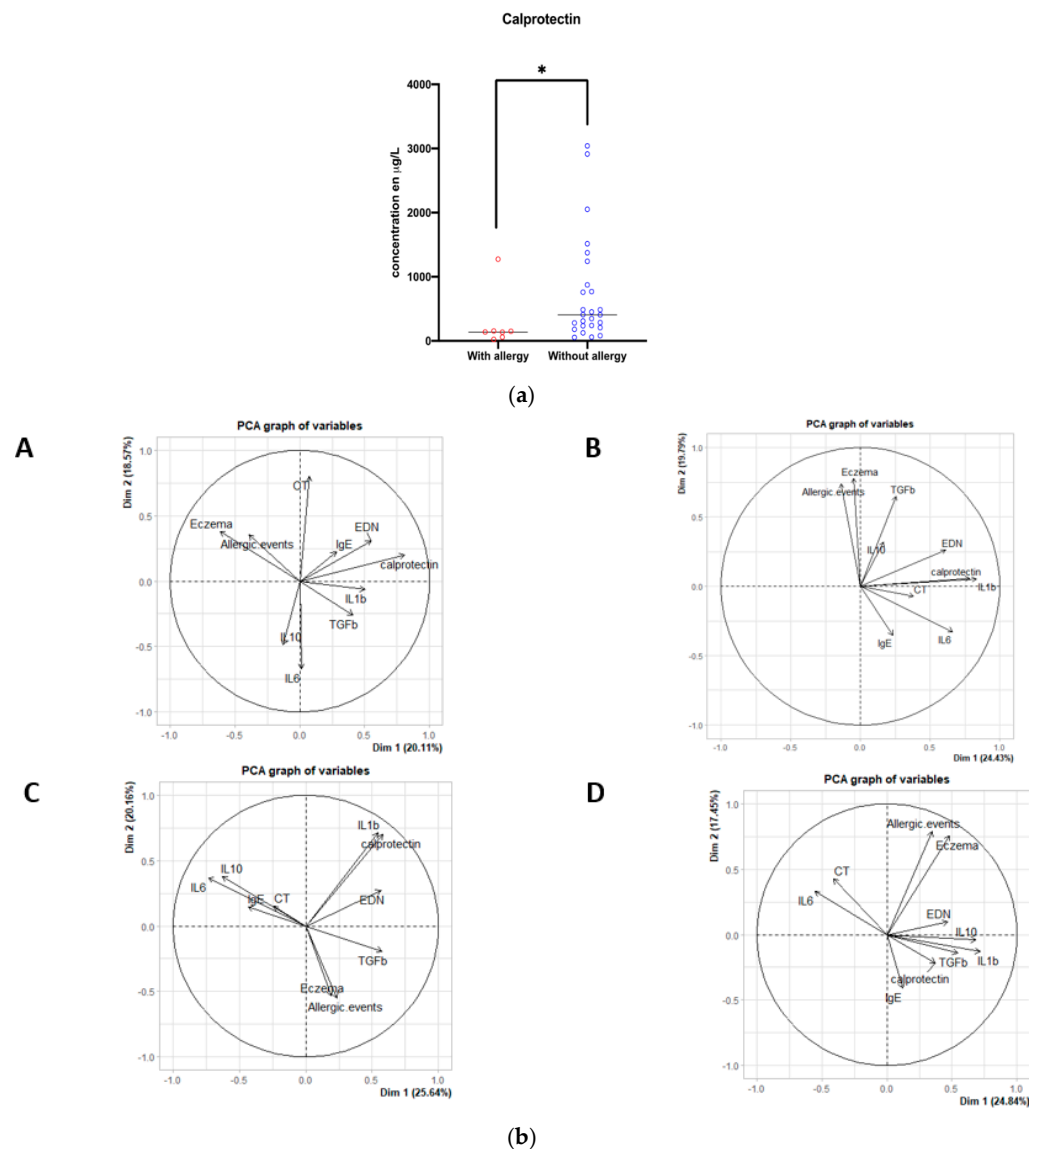 Calprotectin
*
4000
3000
2000
1000
0
concentration en μg/L
With allergy
Without allergy
(a)
A
PCA graph of variables
Dim 2 (18.57%)
1.0
0.5
0.0
-0.5
-1.0
CT
Eczema
Allergic.events
EDN
IgE
calprotectin
IL1b
TGFb
IL10
IL6
-1.0 -0.5 0.0 0.5 1.0
Dim 1 (20.11%)
B
PCA graph of variables
Dim 2 (19.79%)
1.0
0.5
0.0
-0.5
-1.0
Eczema
Allergic.events
TGFb
IL10
EDN
calprotectin
CT
IL1b
IgE
IL6
-1.0 -0.5 0.0 0.5 1.0
Dim 1 (24.43%)
C
PCA graph of variables
Dim 2 (20.16%)
1.0
0.5
0.0
-0.5
-1.0
IL1b
calprotectin
IL10
IL6
IgE
CT
EDN
TGFb
Eczema
Allergic.events
-1.0 -0.5 0.0 0.5 1.0
Dim 1 (25.64%)
D
PCA graph of variables
Dim 2 (17.45%)
1.0
0.5
0.0
-0.5
-1.0
Allergic.events
Eczema
CT
IL6
EDN
IL10
TGFb
IL1b
calprotectin
IgE
-1.0 -0.5 0.0 0.5 1.0
Dim 1 (24.84%)
(b)